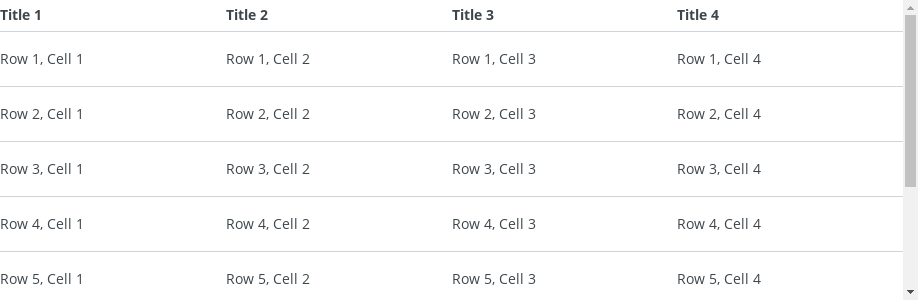 Title 1 Title 2 Title 3 Title 4
Row 1, Cell 1 Row 1, Cell 2 Row 1, Cell 3 Row 1, Cell 4
Row 2, Cell 1 Row 2, Cell 2 Row 2, Cell 3 Row 2, Cell 4
Row 3, Cell 1 Row 3, Cell 2 Row 3, Cell 3 Row 3, Cell 4
Row 4, Cell 1 Row 4, Cell 2 Row 4, Cell 3 Row 4, Cell 4
Row 5, Cell 1 Row 5, Cell 2 Row 5, Cell 3 Row 5, Cell 4